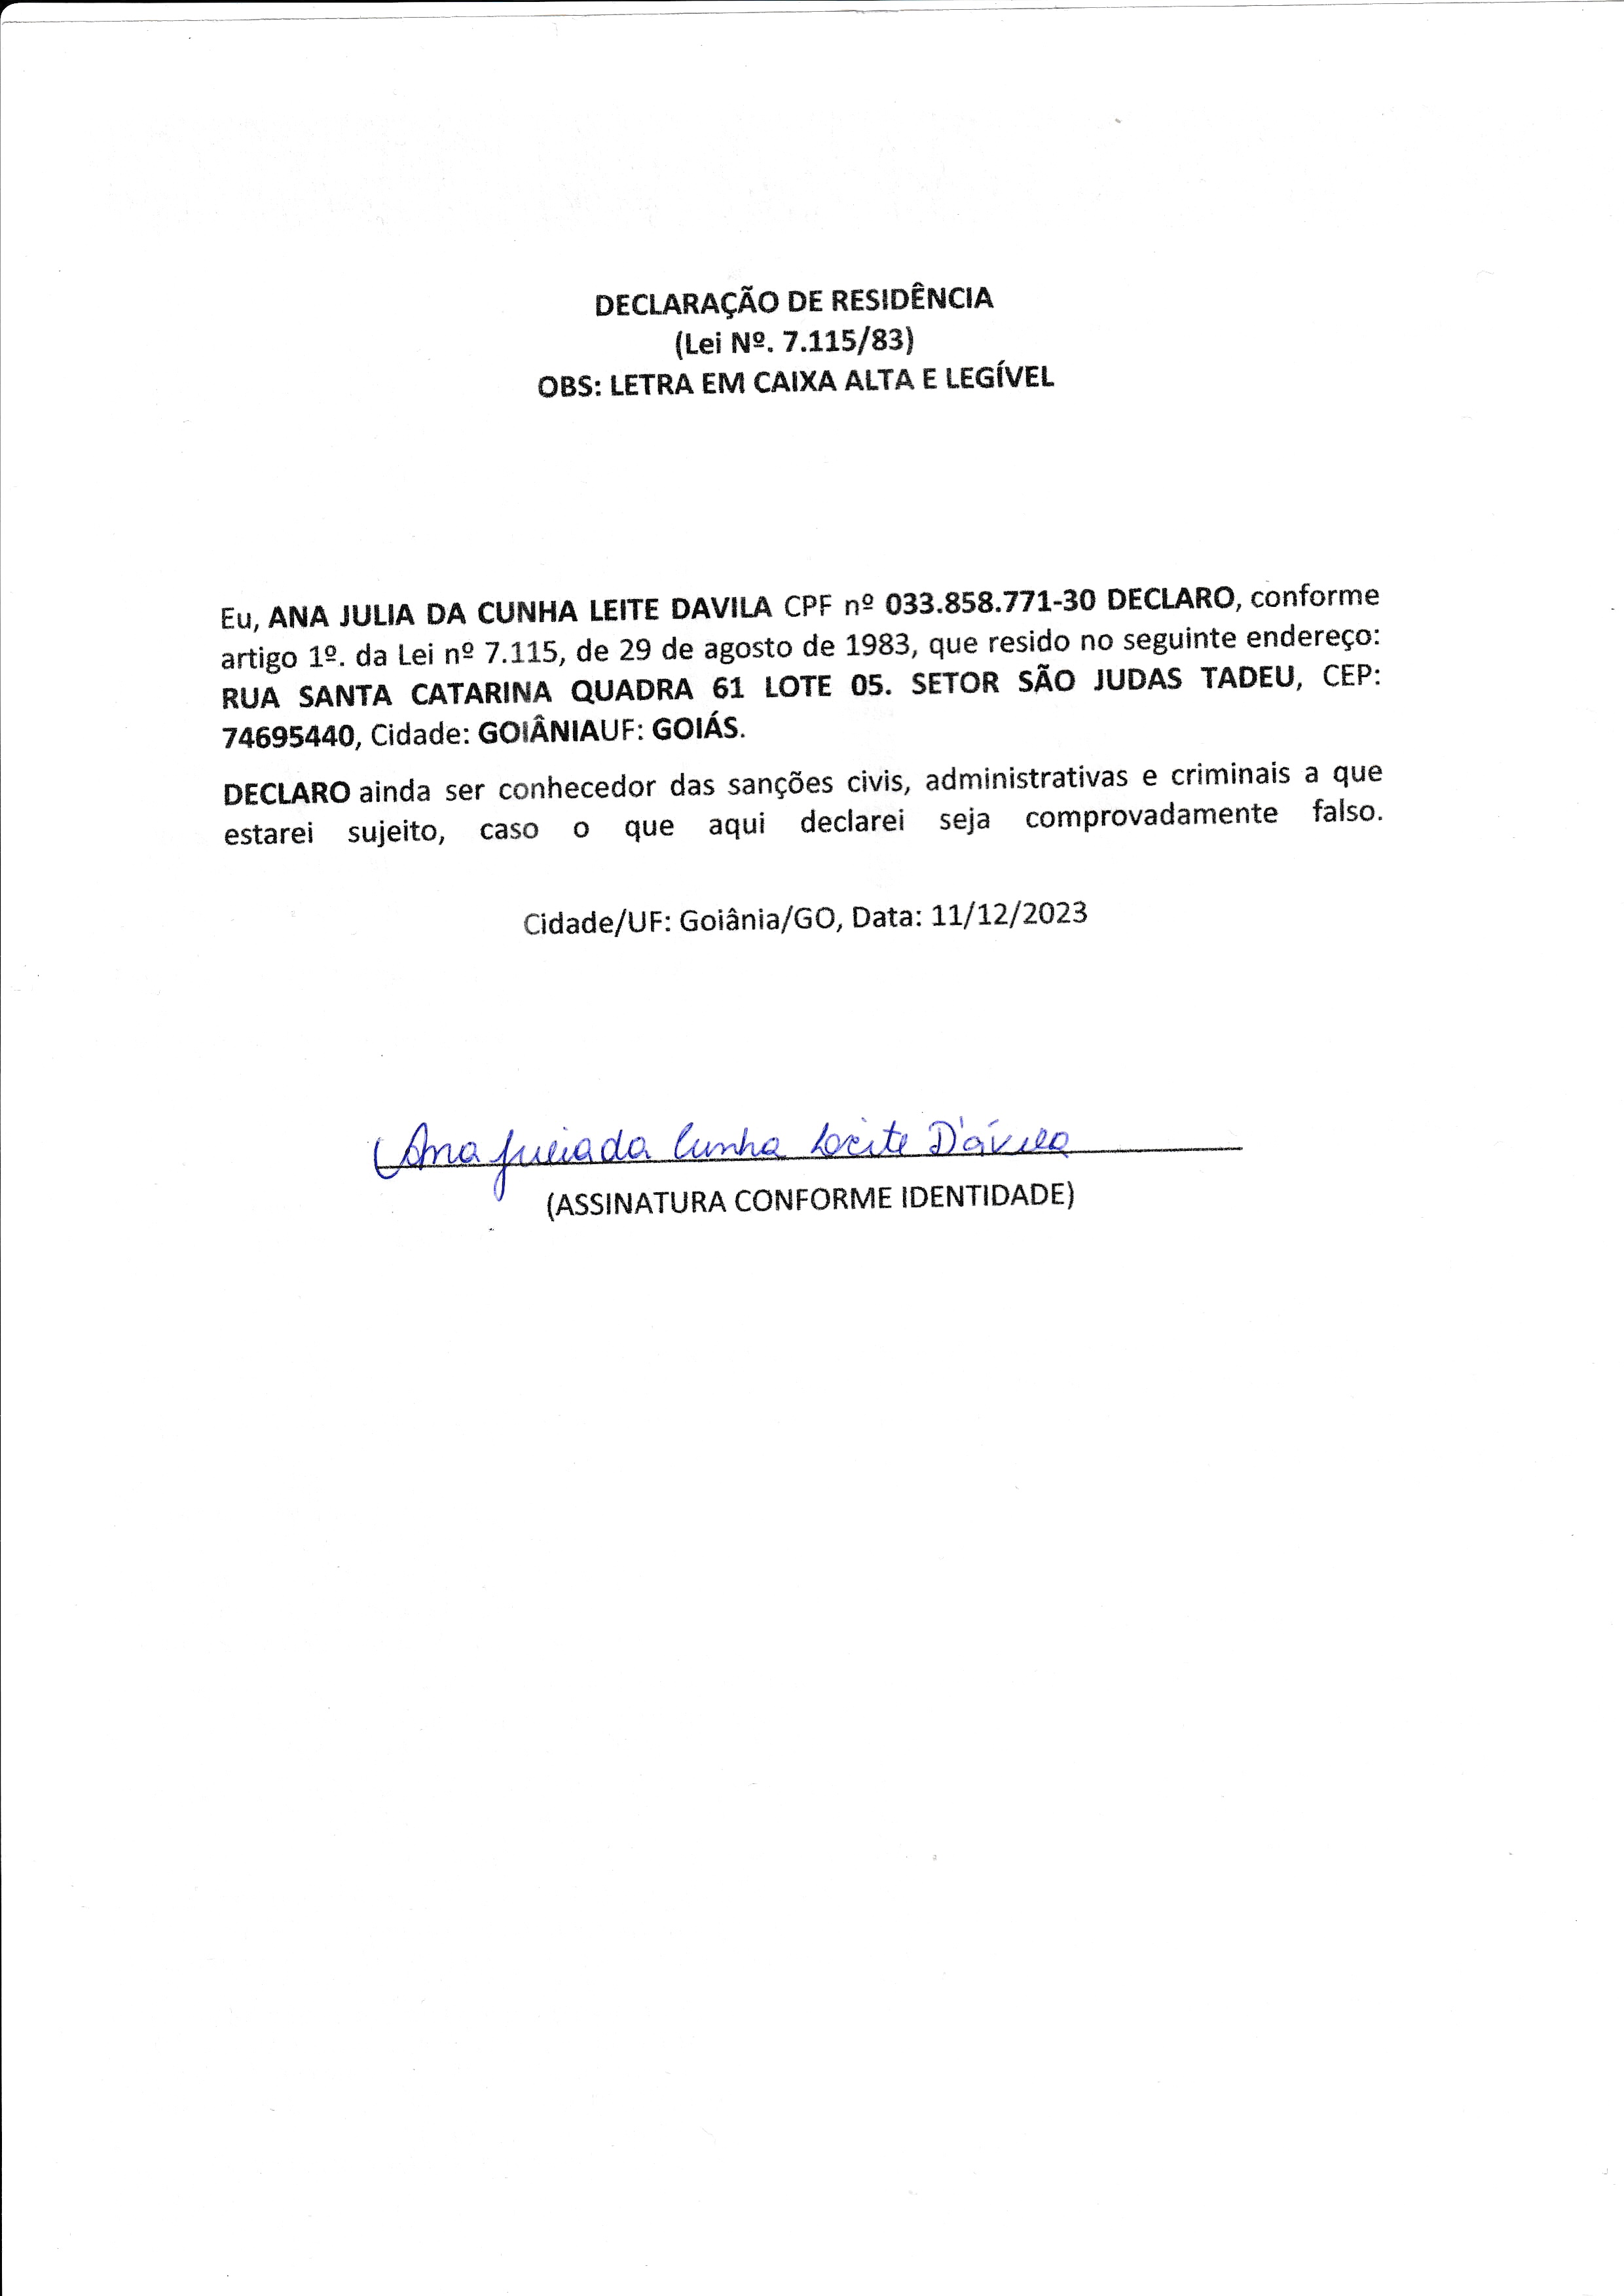 DECLARAÇÃO DE RESIDÊNCIA
(Lei Nº. 7.115/83)
OBS: LETRA EM CAIXA ALTA E LEGÍVEL
Eu, ANA JULIA DA CUNHA LEITE DAVILA CPF nº 033.858.771-30 DECLARO, conforme
artigo 1º. da Lei nº 7.115, de 29 de agosto de 1983, que resido no seguinte endereço:
RUA SANTA CATARINA QUADRA 61 LOTE 05. SETOR SÃO JUDAS TADEU, CEP:
74695440, Cidade: GOIÂNIAUF: GOIÁS.
DECLARO ainda ser conhecedor das sanções civis, administrativas e criminais a que
estarei sujeito, caso o que aqui declarei seja comprovadamente falso.
Cidade/UF: Goiânia/GO, Data: 11/12/2023
Ana Julia da Cunha Leite D'ávila
(ASSINATURA CONFORME IDENTIDADE)